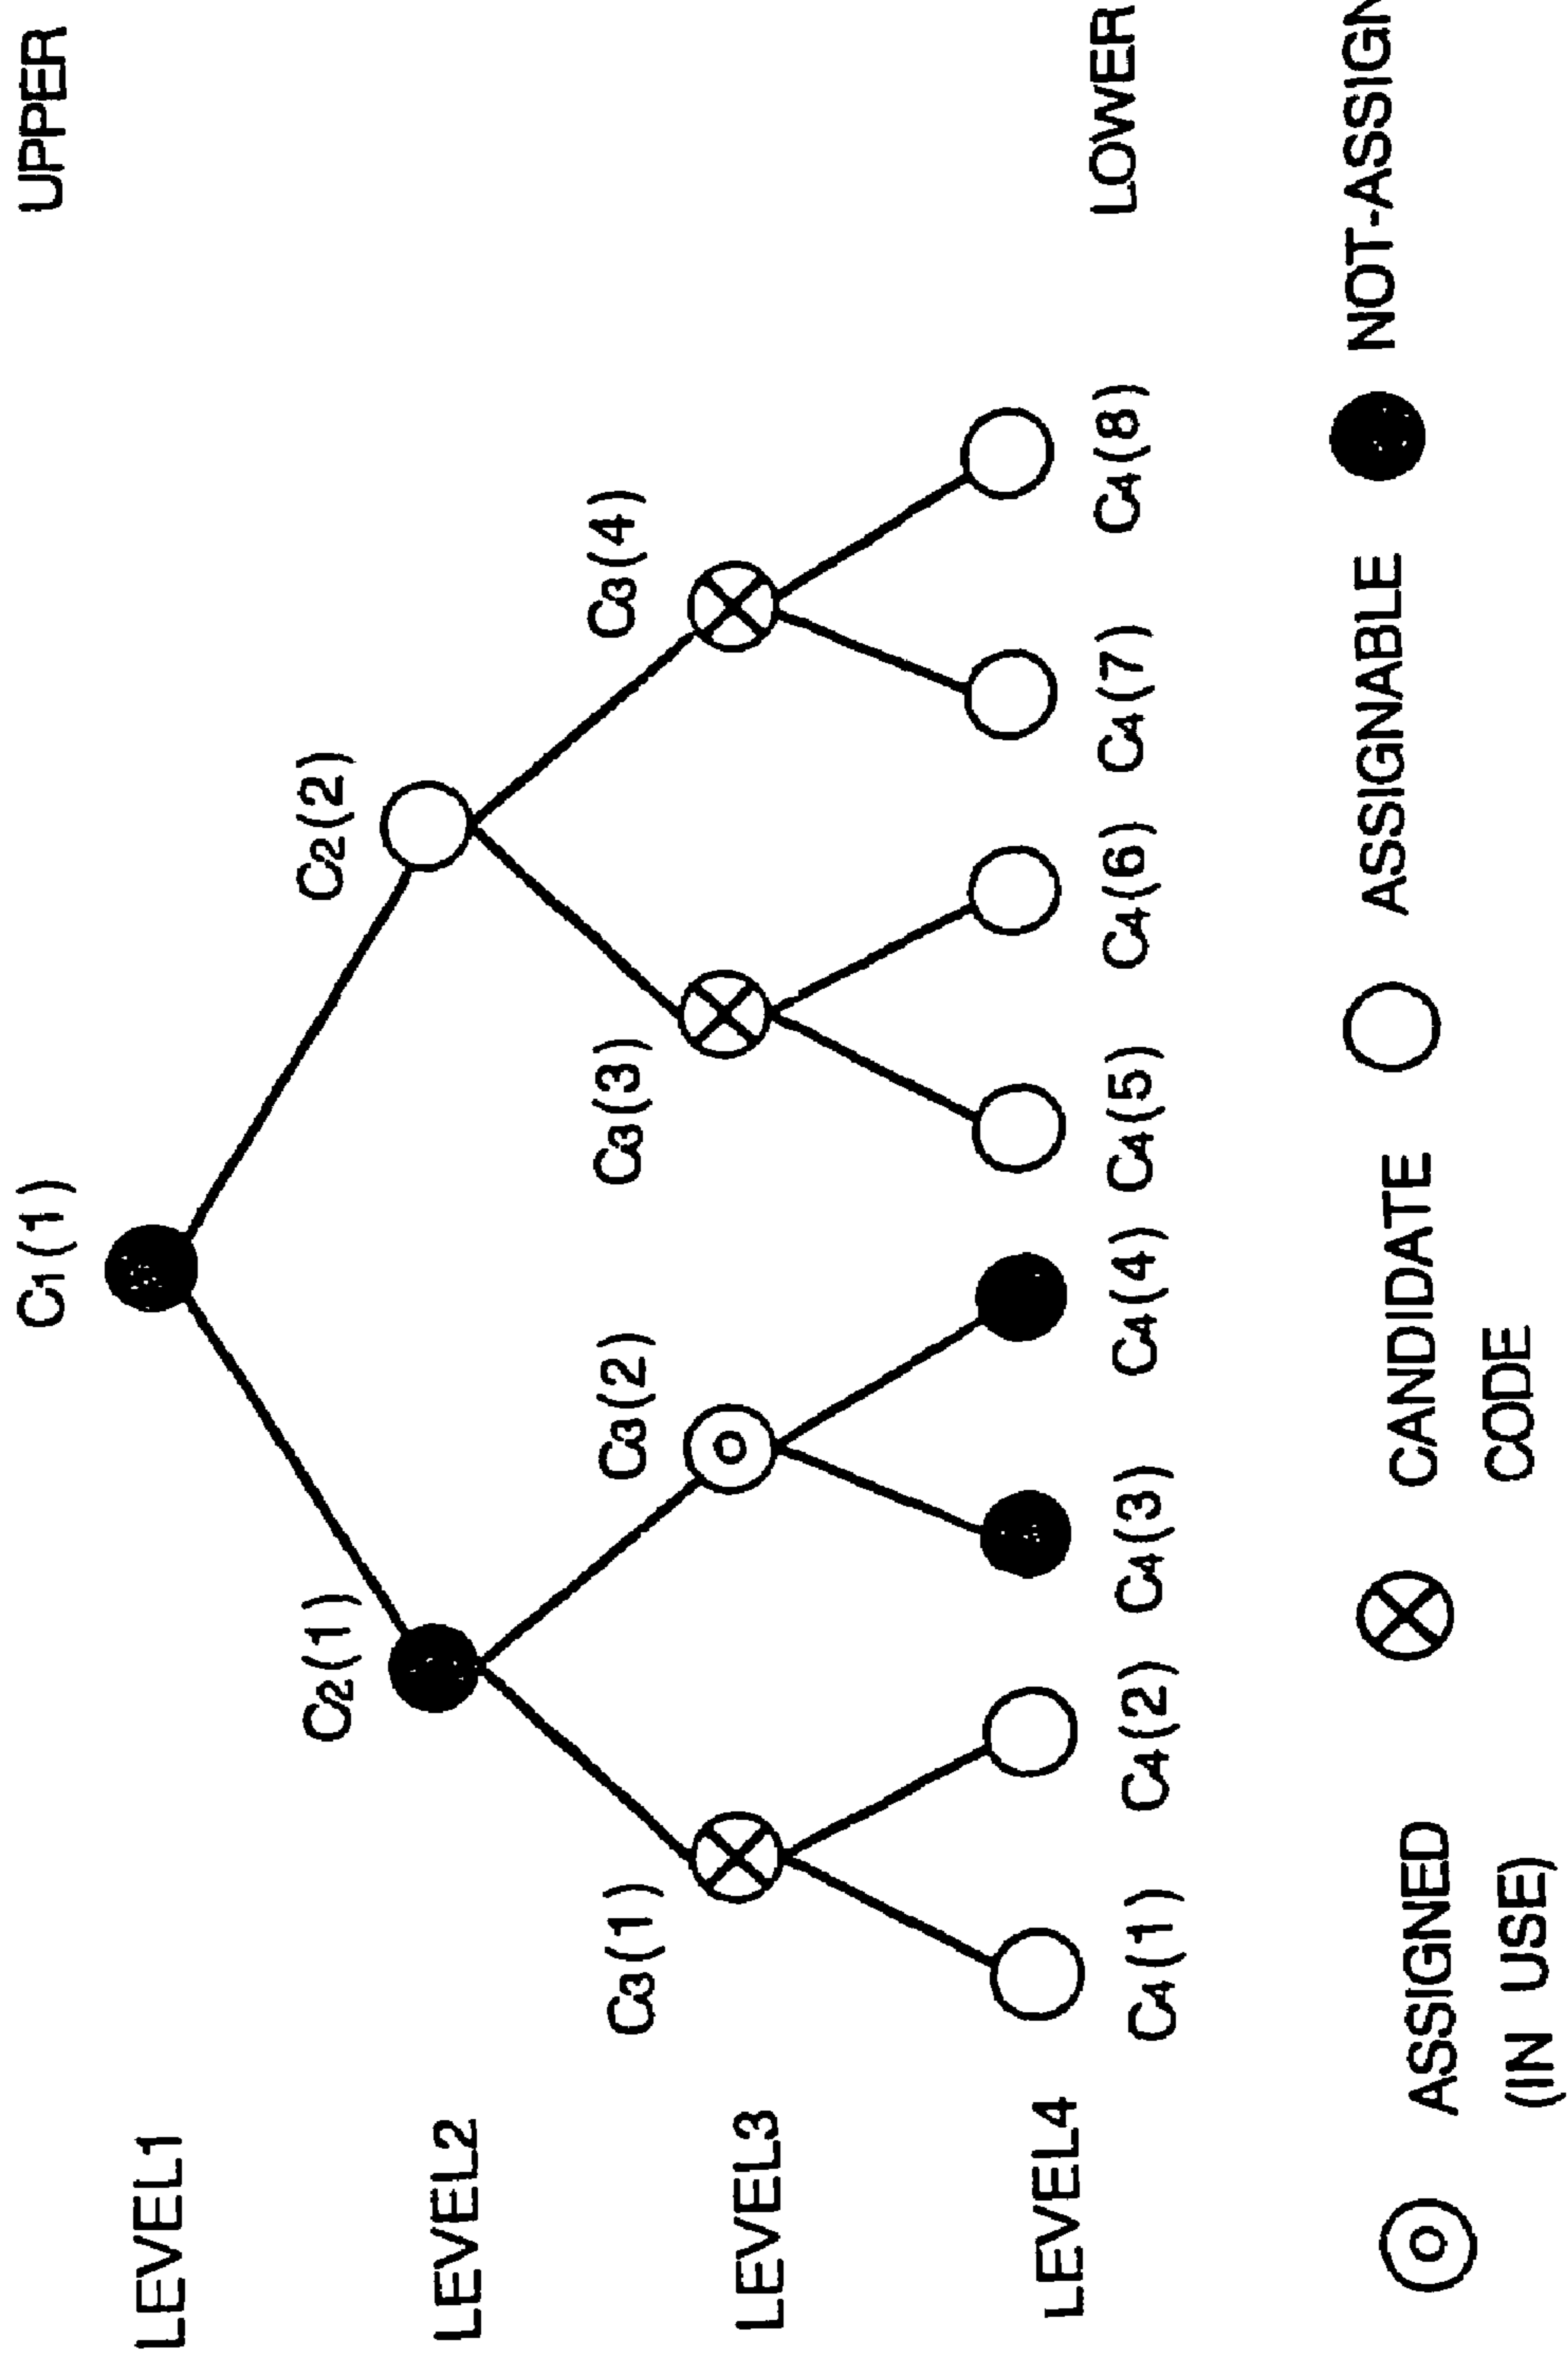 UPPER
C1(1)
LEVEL1
C2(1) C2(2)
LEVEL2
C3(1) C3(2) C3(3) C3(4)
LEVEL3
LEVEL4
C4(1) C4(2) C4(3) C4(4) C4(5) C4(6) C4(7) C4(8) LOWER
ASSIGNED CANDIDATE ASSIGNABLE NOT-ASSIGN
(IN USE) CODE